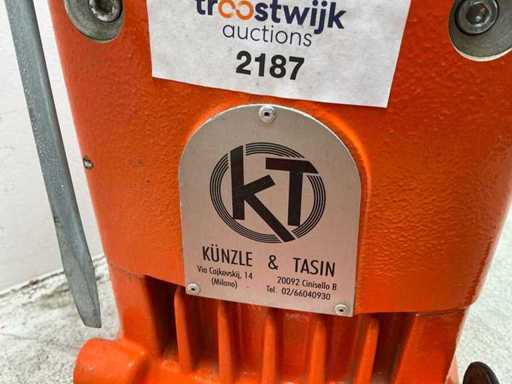 troostwijk
auctions
2187
KT
KÜNZLE & TASIN
Via Cajkovskij, 14 20092 Cinisello B
(Milano) Tel. 02/66040930